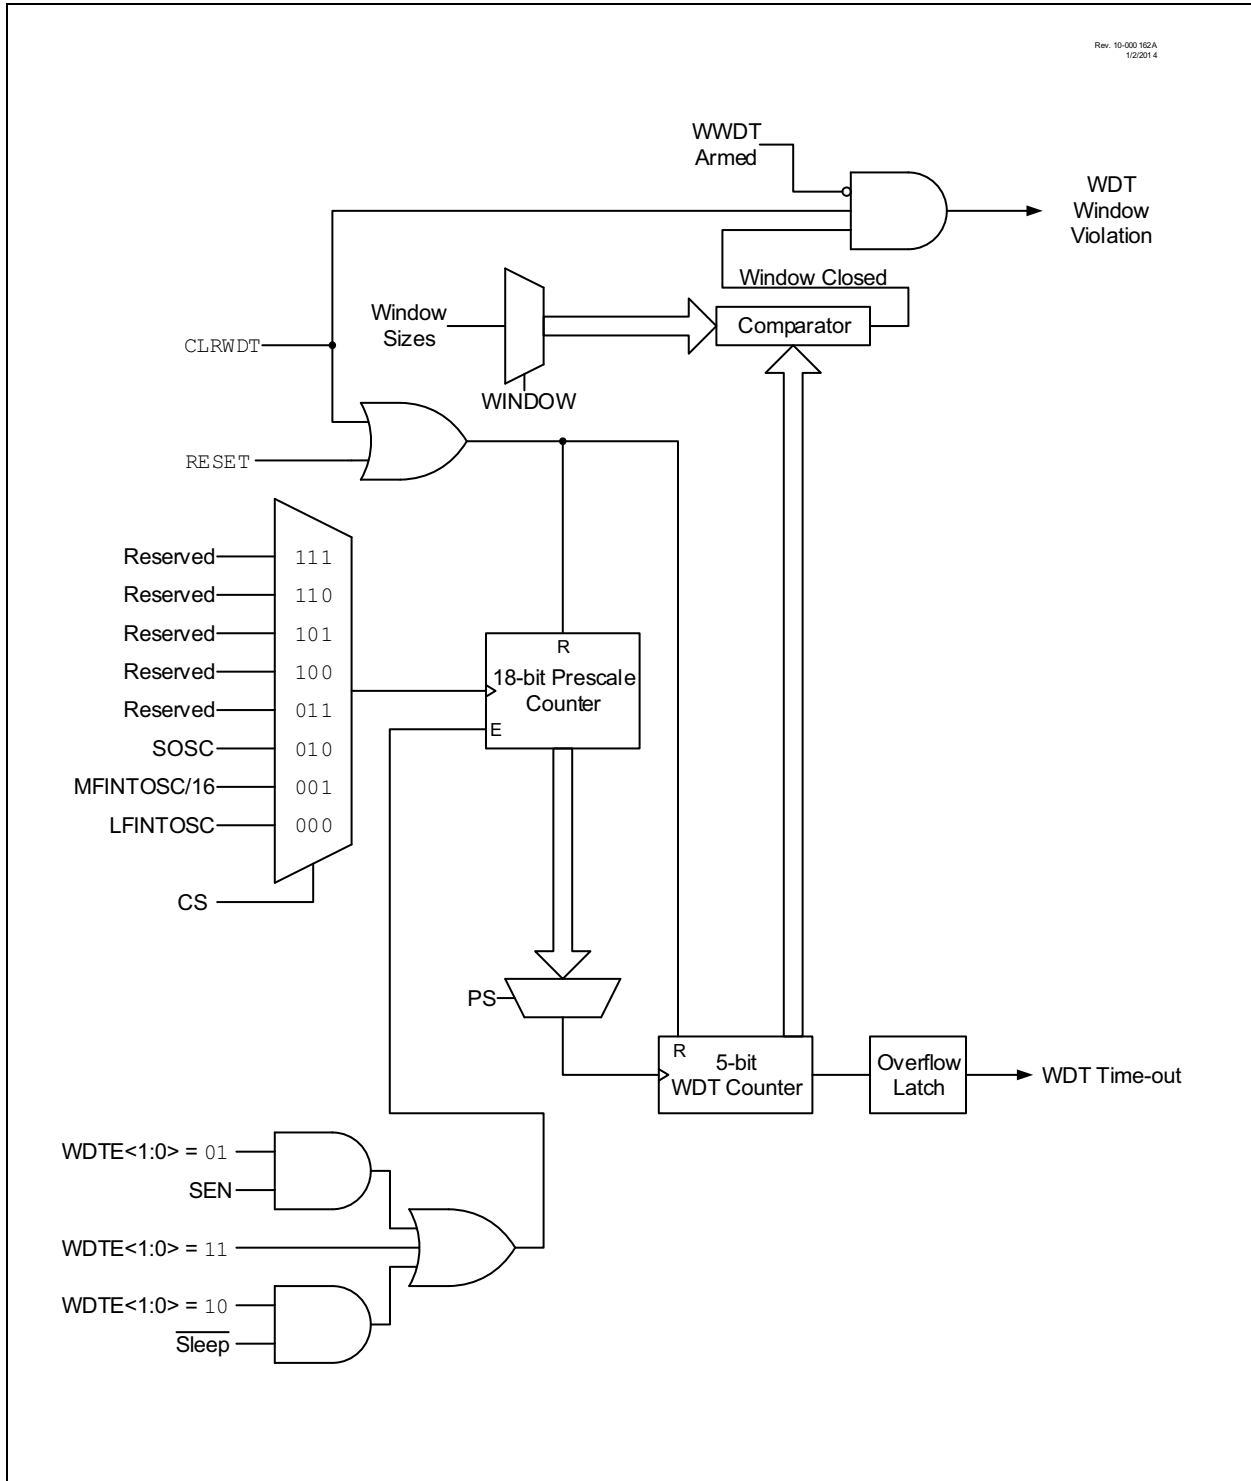 Rev. 10-000 162A
1/2/201 4
WWDT
Armed
WDT
Window
Violation
Window Closed
Window
Sizes
Comparator
CLRWDT
WINDOW
RESET
Reserved 111
Reserved 110
Reserved 101
Reserved 100
Reserved 011
SOSC 010
MFINTOSC/16 001
LFINTOSC 000
CS
R
18-bit Prescale
Counter
E
PS
R
5-bit
WDT Counter
Overflow
Latch
WDT Time-out
WDTE<1:0> = 01
SEN
WDTE<1:0> = 11
WDTE<1:0> = 10
Sleep